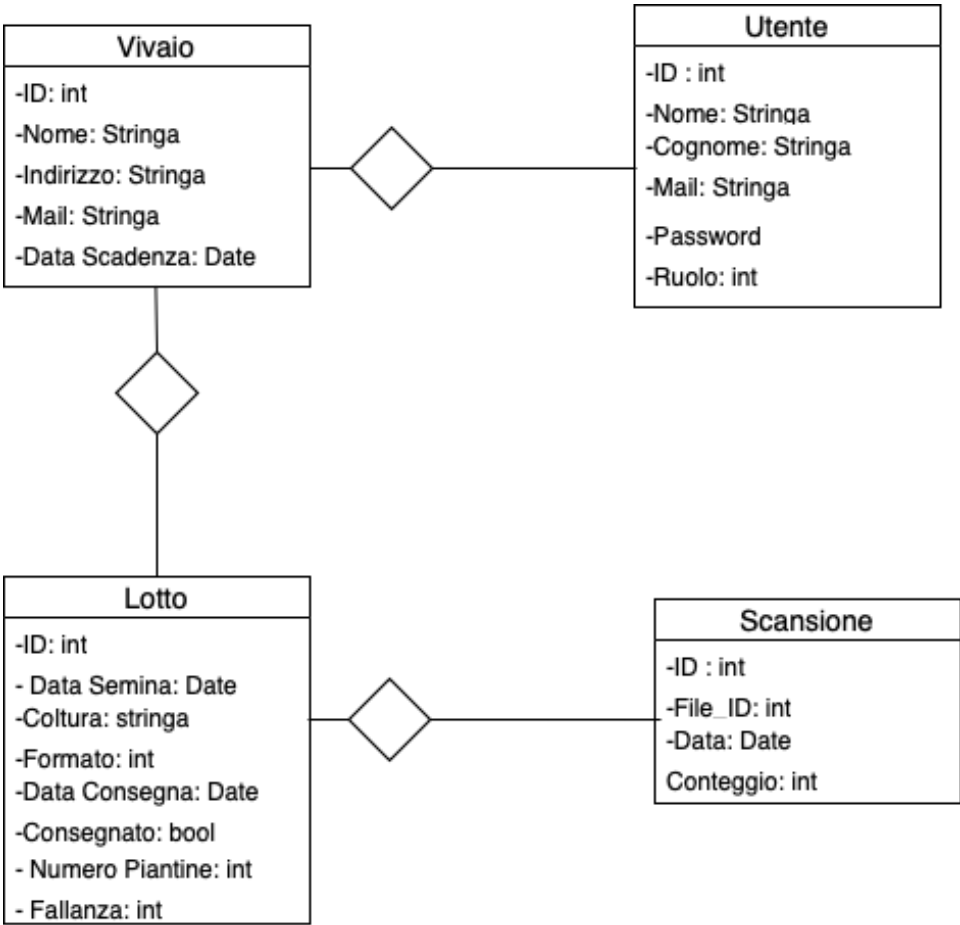 Vivaio
-ID: int
-Nome: Stringa
-Indirizzo: Stringa
-Mail: Stringa
-Data Scadenza: Date
Utente
-ID : int
-Nome: Stringa
-Cognome: Stringa
-Mail: Stringa
-Password
-Ruolo: int
Lotto
-ID: int
- Data Semina: Date
-Coltura: stringa
-Formato: int
-Data Consegna: Date
-Consegnato: bool
- Numero Piantine: int
- Fallanza: int
Scansione
-ID : int
-File_ID: int
-Data: Date
Conteggio: int